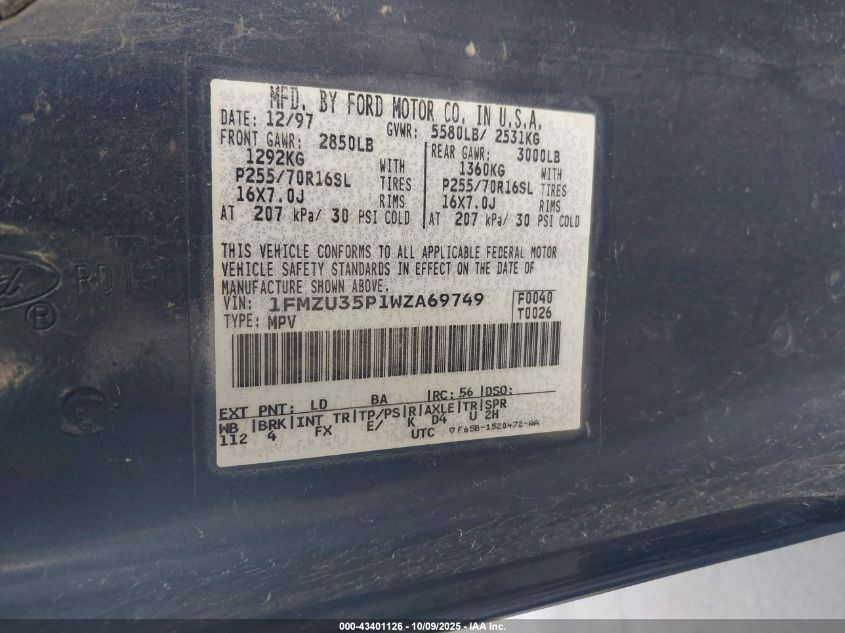 MFD. BY FORD MOTOR CO. IN U.S.A.
DATE: 12/97 GVWR: 5580LB/ 2531KG
FRONT GAWR: 2850LB REAR GAWR: 3000LB
1292KG WITH 1360KG WITH
P255/70R16SL TIRES P255/70R16SL TIRES
16X7.0J RIMS 16X7.0J RIMS
AT 207 kPa/ 30 PSI COLD AT 207 kPa/ 30 PSI COLD
THIS VEHICLE CONFORMS TO ALL APPLICABLE FEDERAL MOTOR
VEHICLE SAFETY STANDARDS IN EFFECT ON THE DATE OF
MANUFACTURE SHOWN ABOVE.
VIN: 1FMZU35P1WZA69749 F0040
TYPE: MPV T0026
EXT PNT: LD BA |RC: 56 |DSO:
WB |BRK|INT TR|TP/PS|R|AXLE|TR|SPR
112 4 FX E/ K D4 U 2H
UTC ▽F65B-1520472-AA
000-43401126 - 10/09/2025 - IAA Inc.